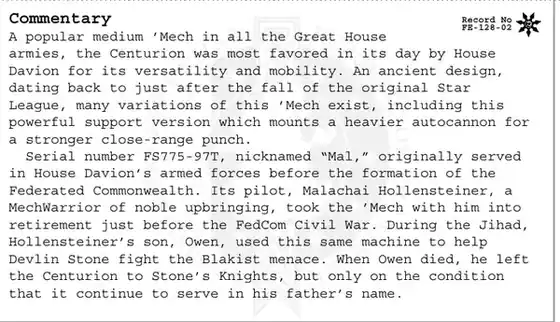 Commentary
Record No
FE-128-02
A popular medium ’Mech in all the Great House
armies, the Centurion was most favored in its day by House
Davion for its versatility and mobility. An ancient design,
dating back to just after the fall of the original Star
League, many variations of this ’Mech exist, including this
powerful support version which mounts a heavier autocannon for
a stronger close-range punch.
Serial number FS775-97T, nicknamed “Mal,” originally served
in House Davion’s armed forces before the formation of the
Federated Commonwealth. Its pilot, Malachai Hollensteiner, a
MechWarrior of noble upbringing, took the ’Mech with him into
retirement just before the FedCom Civil War. During the Jihad,
Hollensteiner’s son, Owen, used this same machine to help
Devlin Stone fight the Blakist menace. When Owen died, he left
the Centurion to Stone’s Knights, but only on the condition
that it continue to serve in his father’s name.